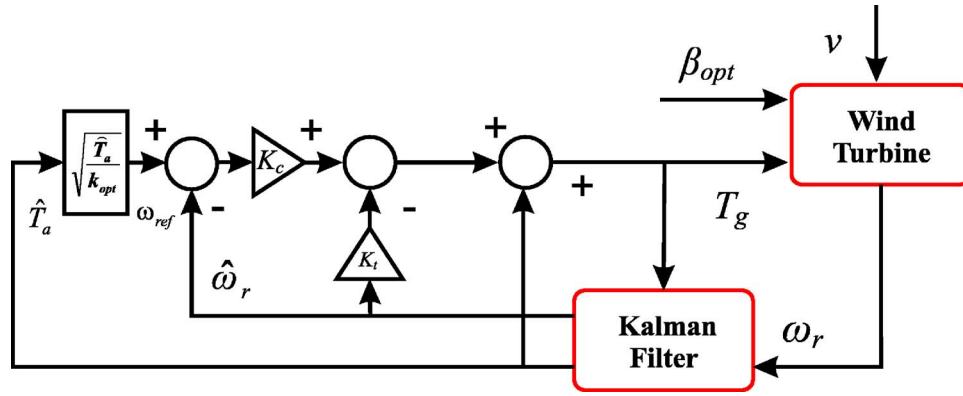 v
β_opt
Wind
Turbine
+
+
+
√(T̂_a / k_opt)
K_c
+
T̂_a
ω_ref
-
-
T_g
K_t
ω̂_r
Kalman
Filter
ω_r